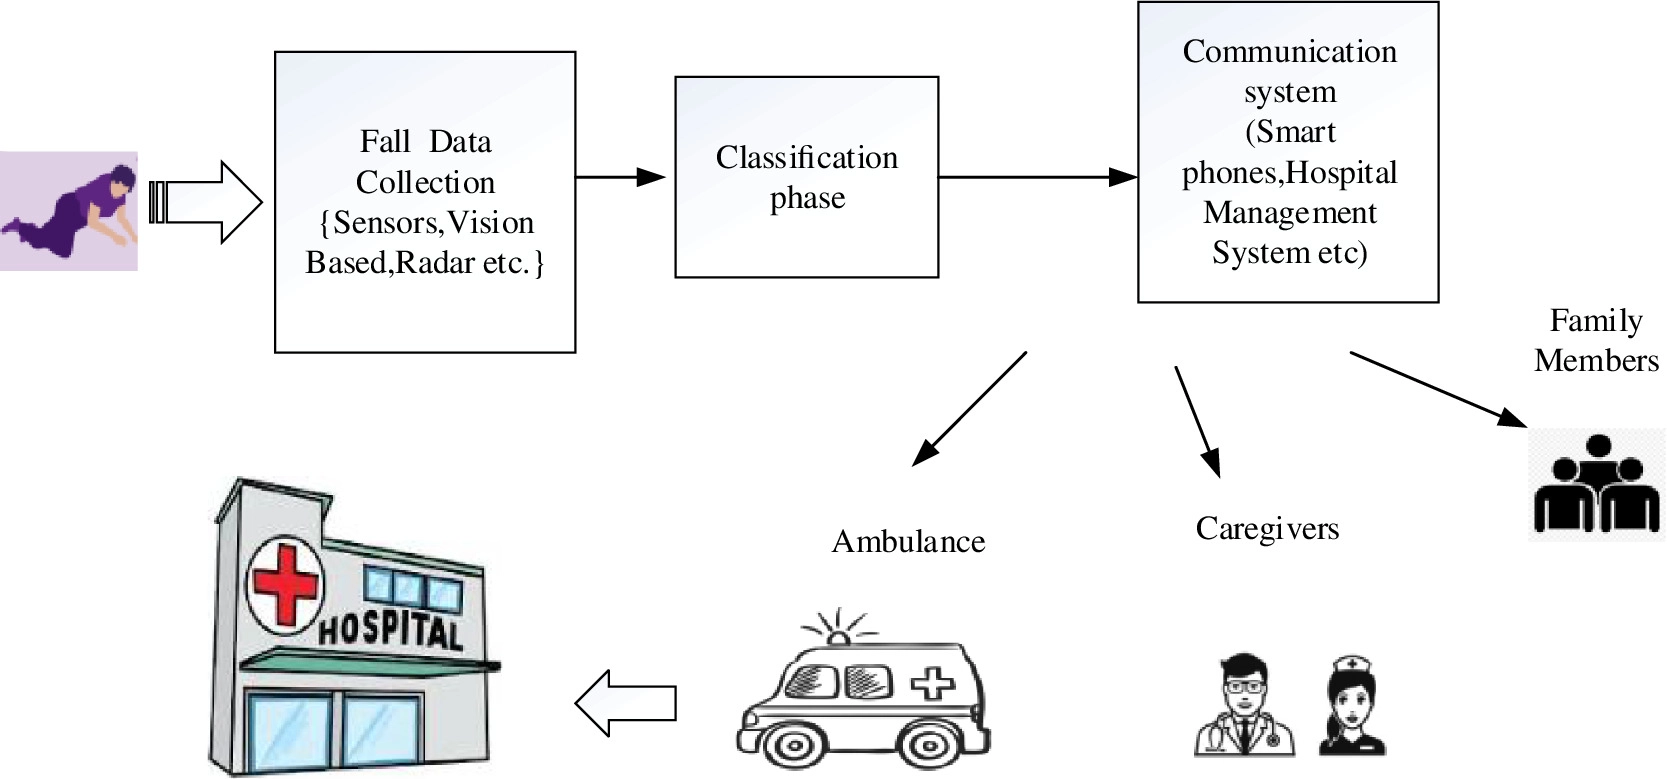 Fall Data
Collection
{Sensors,Vision
Based,Radar etc.}
Classification
phase
Communication
system
(Smart
phones,Hospital
Management
System etc)
Family
Members
Ambulance
Caregivers
HOSPITAL